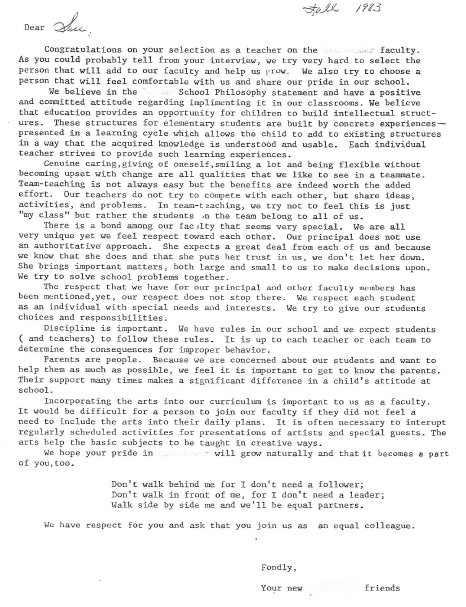 Fall 1983
Dear Sue,
Congratulations on your selection as a teacher on the faculty.
As you could probably tell from your interview, we try very hard to select the
person that will add to our faculty and help us grow. We also try to choose a
person that will feel comfortable with us and share our pride in our school.
We believe in the School Philosophy statement and have a positive
and committed attitude regarding implimenting it in our classrooms. We believe
that education provides an opportunity for children to build intellectual struct-
ures. These structures for elementary students are built by concrete experiences—
presented in a learning cycle which allows the child to add to existing structures
in a way that the acquired knowledge is understood and usable. Each individual
teacher strives to provide such learning experiences.
Genuine caring,giving of oneself,smiling a lot and being flexible without
becoming upset with change are all qualities that we like to see in a teammate.
Team-teaching is not always easy but the benefits are indeed worth the added
effort. Our teachers do not try to compete with each other, but share ideas,
activities, and problems. In team-teaching, we try not to feel this is just
"my class" but rather the students on the team belong to all of us.
There is a bond among our faculty that seems very special. We are all
very unique yet we feel respect toward each other. Our principal does not use
an authoritative approach. She expects a great deal from each of us and because
we know that she does and that she puts her trust in us, we don't let her down.
She brings important matters, both large and small to us to make decisions upon.
We try to solve school problems together.
The respect that we have for our principal and other faculty members has
been mentioned,yet, our respect does not stop there. We respect each student
as an individual with special needs and interests. We try to give our students
choices and responsibilities.
Discipline is important. We have rules in our school and we expect students
( and teachers) to follow these rules. It is up to each teacher or each team to
determine the consequences for improper behavior.
Parents are people. Because we are concerned about our students and want to
help them as much as possible, we feel it is important to get to know the parents.
Their support many times makes a significant difference in a child's attitude at
school.
Incorporating the arts into our curriculum is important to us as a faculty.
It would be difficult for a person to join our faculty if they did not feel a
need to include the arts into their daily plans. It is often necessary to interupt
regularly scheduled activities for presentations of artists and special guests. The
arts help the basic subjects to be taught in creative ways.
We hope your pride in will grow naturally and that it becomes a part
of you,too.
Don't walk behind me for I don't need a follower;
Don't walk in front of me, for I don't need a leader;
Walk side by side me and we'll be equal partners.
We have respect for you and ask that you join us as an equal colleague.
Fondly,
Your new friends